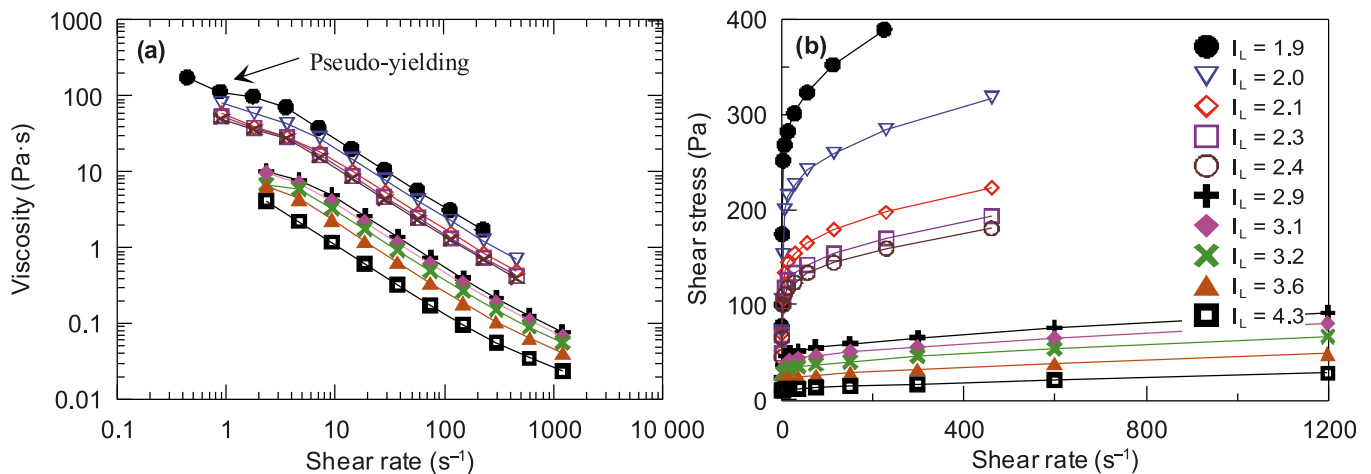 (a)
Pseudo-yielding
1000
100
10
1
0.1
0.01
Viscosity (Pa·s)
0.1 1 10 100 1000 10 000
Shear rate (s⁻¹)
(b)
400
300
200
100
0
Shear stress (Pa)
0 400 800 1200
Shear rate (s⁻¹)
I_L = 1.9
I_L = 2.0
I_L = 2.1
I_L = 2.3
I_L = 2.4
I_L = 2.9
I_L = 3.1
I_L = 3.2
I_L = 3.6
I_L = 4.3